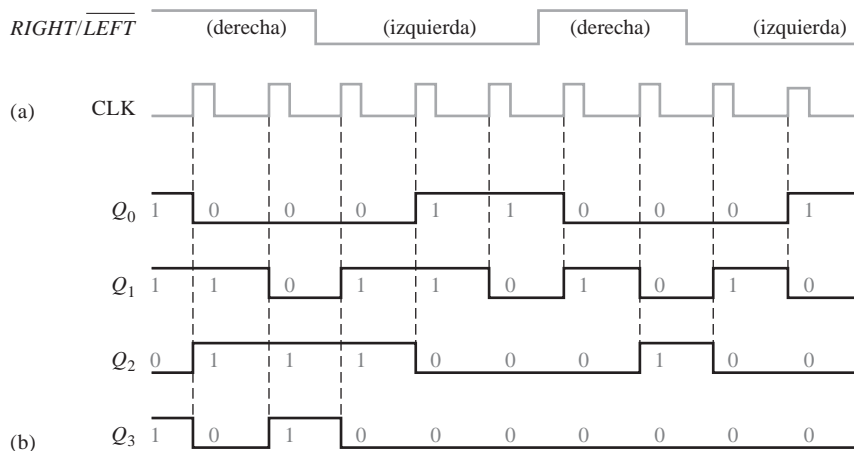 RIGHT/LEFT (derecha) (izquierda) (derecha) (izquierda)
(a) CLK
Q0 1 0 0 0 1 1 0 0 0 1
Q1 1 1 0 1 1 0 1 0 1 0
Q2 0 1 1 1 0 0 0 1 0 0
(b) Q3 1 0 1 0 0 0 0 0 0 0